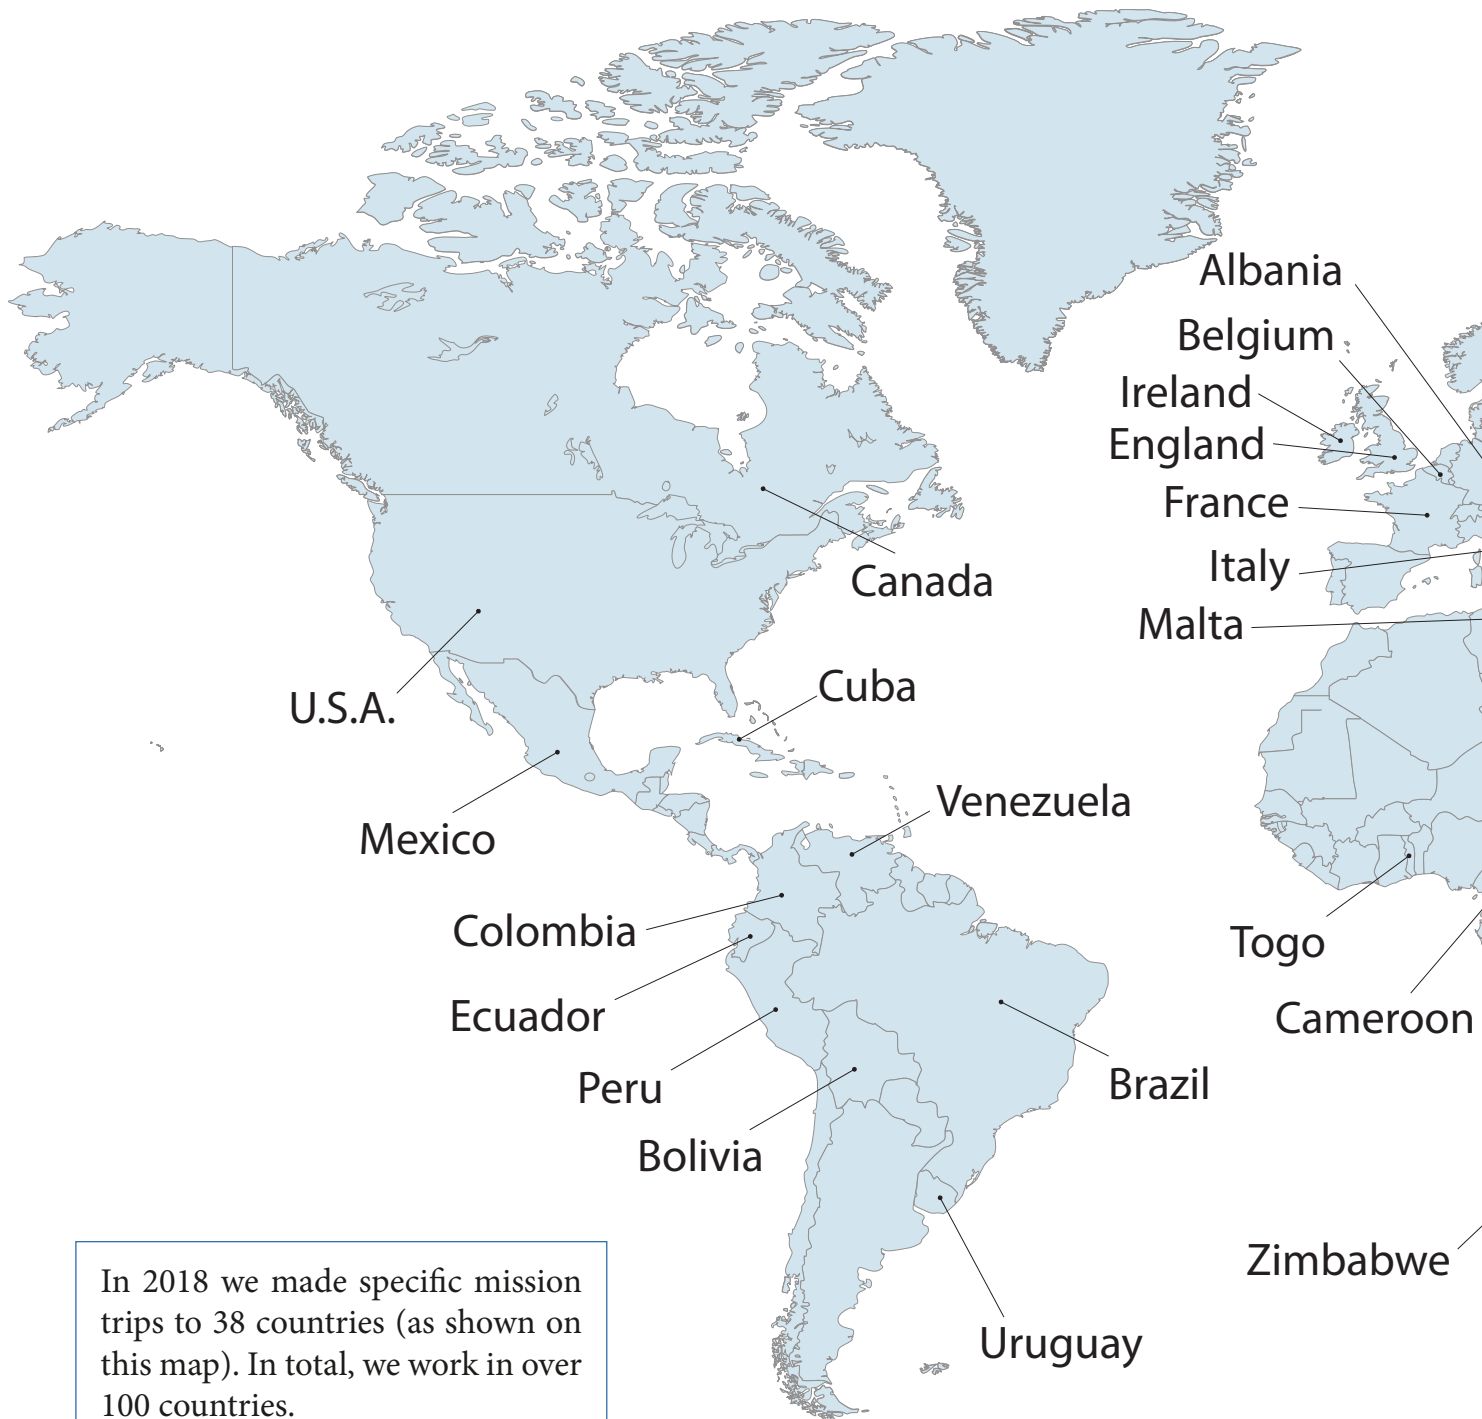 Albania
Belgium
Ireland
England
France
Italy
Malta
Canada
U.S.A.
Cuba
Mexico
Venezuela
Colombia
Togo
Ecuador
Cameroon
Peru
Brazil
Bolivia
Zimbabwe
Uruguay
In 2018 we made specific mission
trips to 38 countries (as shown on
this map). In total, we work in over
100 countries.